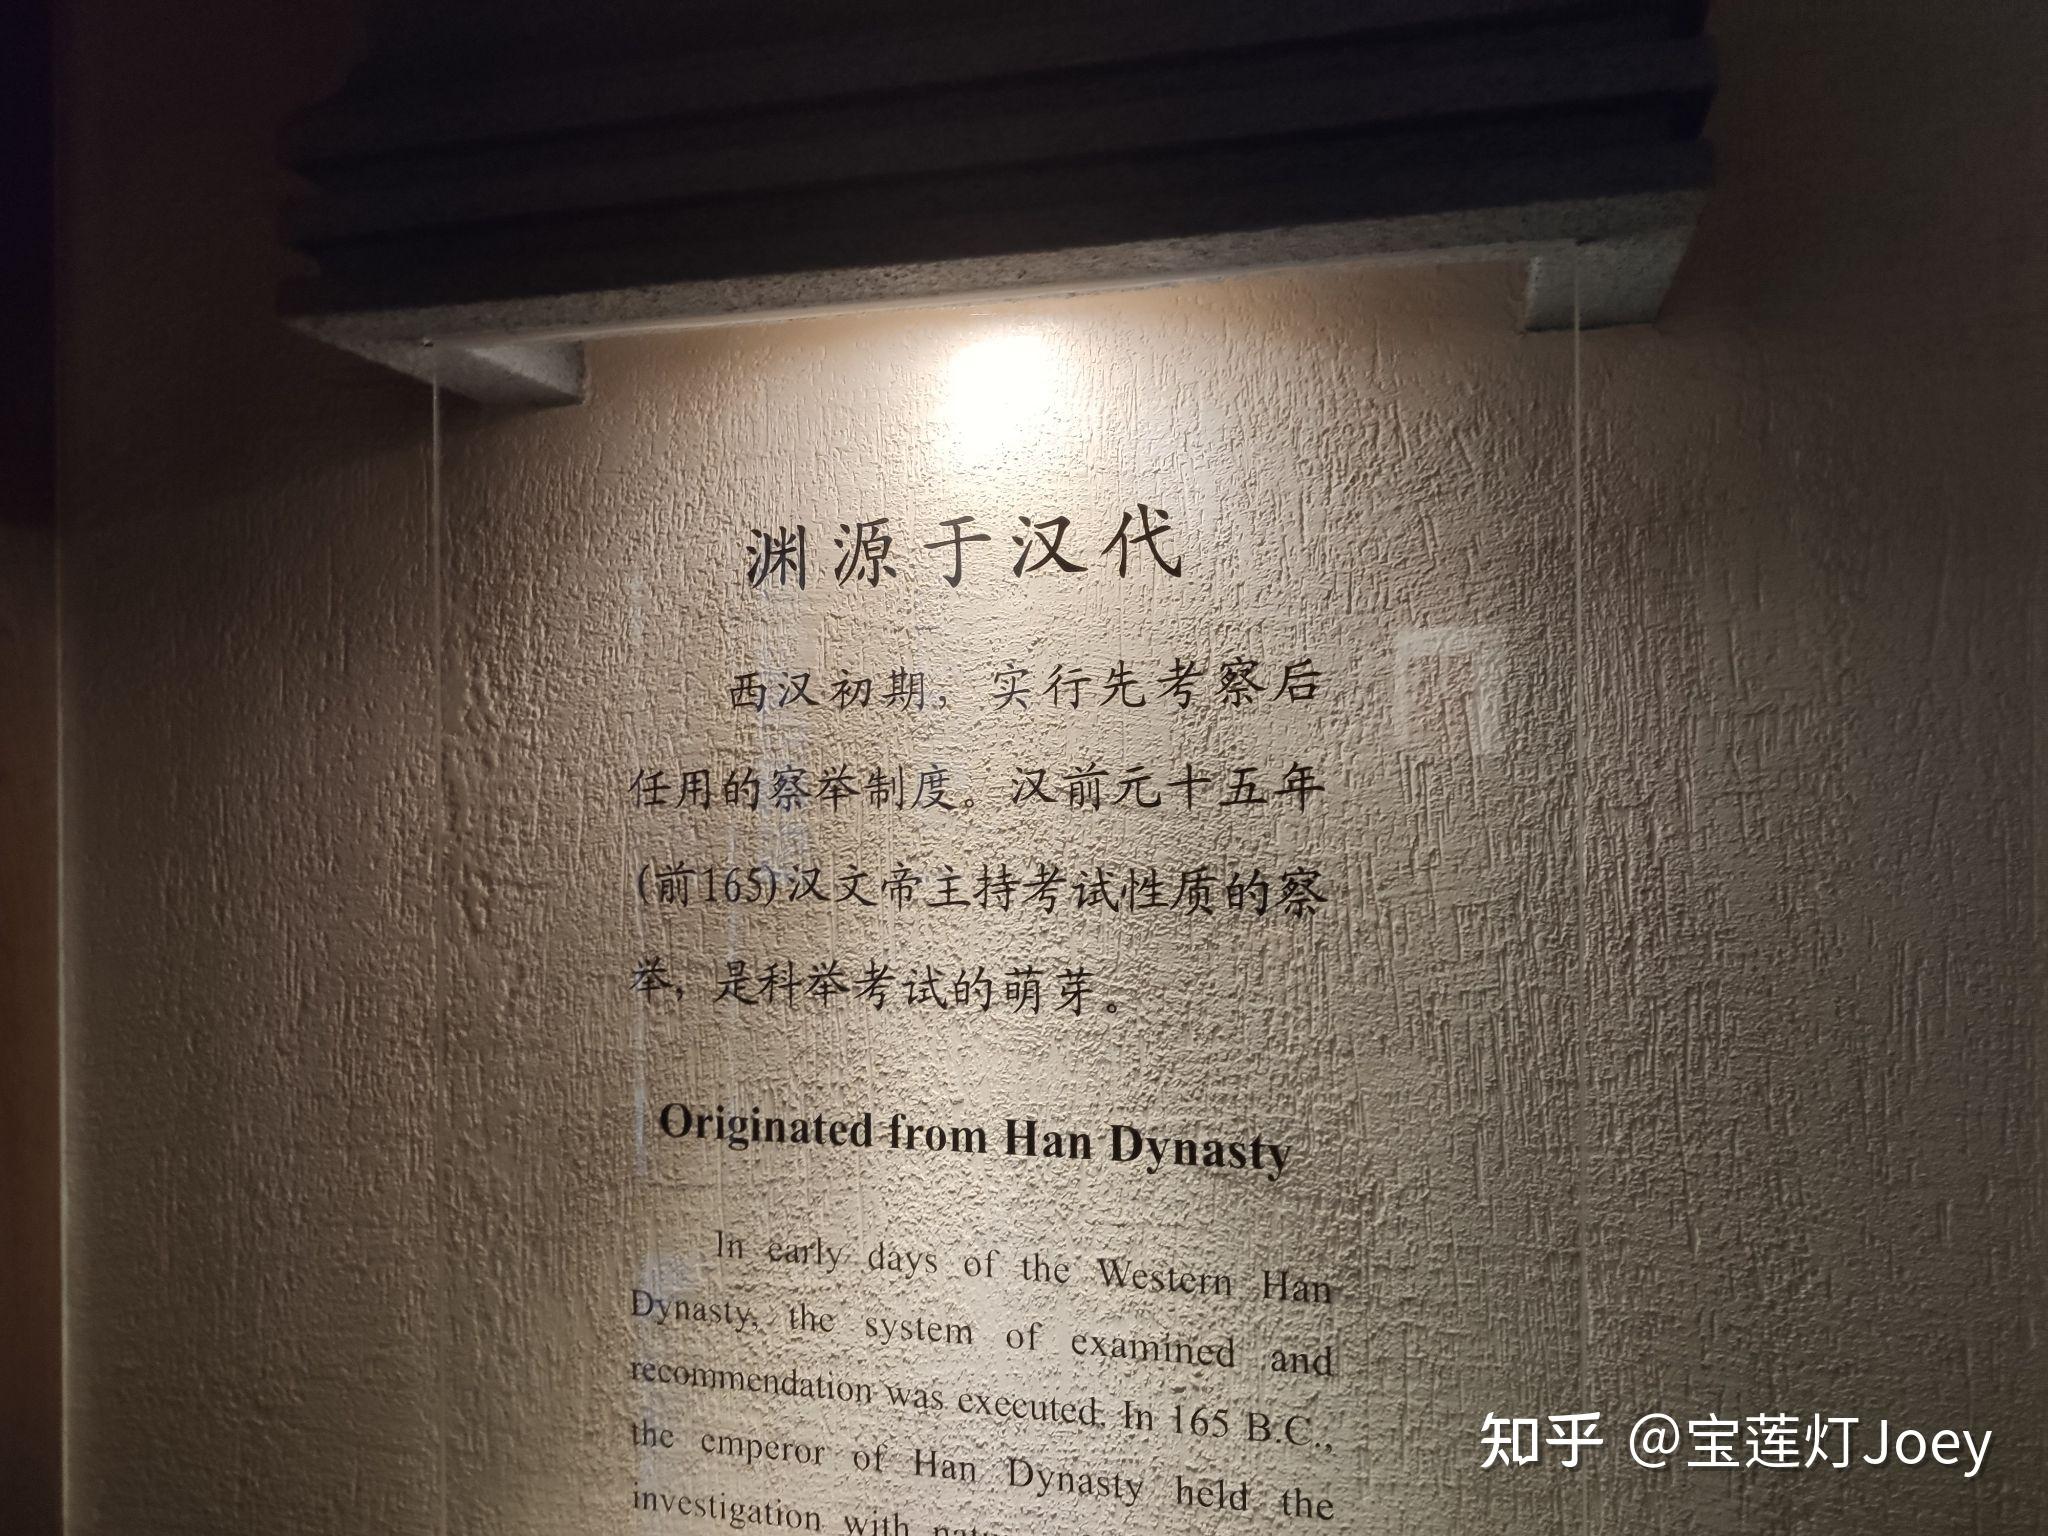 渊源于汉代
西汉初期，实行先考察后
任用的察举制度。汉前元十五年
(前165)汉文帝主持考试性质的察
举，是科举考试的萌芽。
Originated from Han Dynasty
In early days of the Western Han
Dynasty, the system of examined and
recommendation was executed. In 165 B.C.,
the emperor of Han Dynasty held the
investigation with
知乎 @宝莲灯Joey